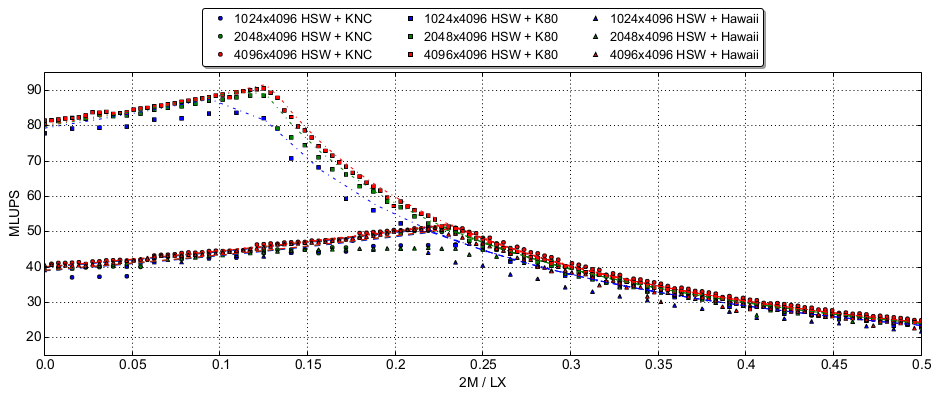 1024x4096 HSW + KNC 1024x4096 HSW + K80 1024x4096 HSW + Hawaii
2048x4096 HSW + KNC 2048x4096 HSW + K80 2048x4096 HSW + Hawaii
4096x4096 HSW + KNC 4096x4096 HSW + K80 4096x4096 HSW + Hawaii
90
80
70
60
50
40
30
20
MLUPS
0.0 0.05 0.1 0.15 0.2 0.25 0.3 0.35 0.4 0.45 0.5
2M / LX